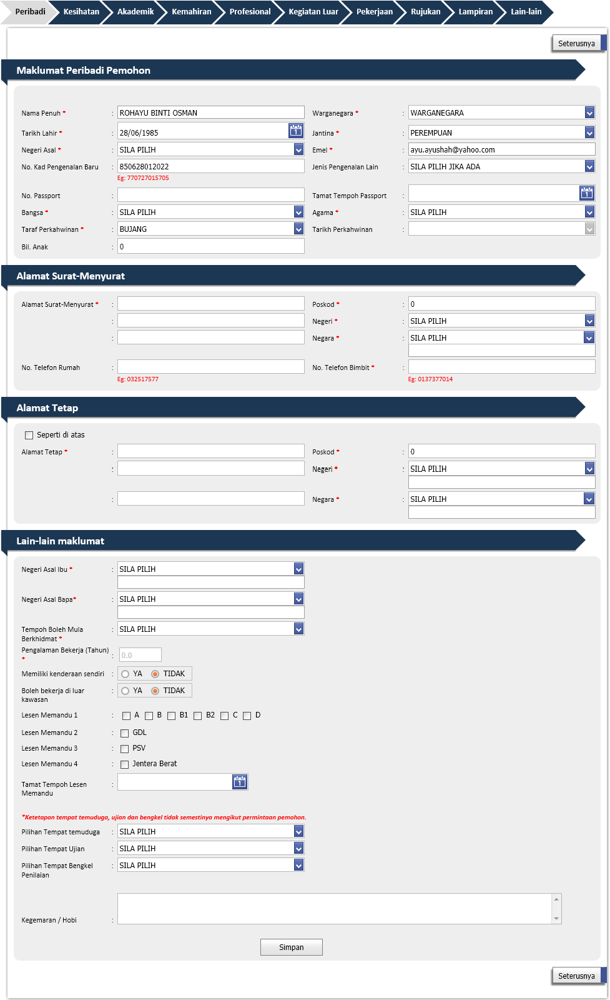 Peribadi Kesihatan Akademik Kemahiran Profesional Kegiatan Luar Pekerjaan Rujukan Lampiran Lain-lain
Seterusnya
Maklumat Peribadi Pemohon
Nama Penuh * : ROHAYU BINTI OSMAN Warganegara * : WARGANEGARA
Tarikh Lahir * : 28/06/1985 1 Jantina * : PEREMPUAN
Negeri Asal * : SILA PILIH Emel * : ayu.ayushah@yahoo.com
No. Kad Pengenalan Baru : 850628012022 Jenis Pengenalan Lain : SILA PILIH JIKA ADA
Eg: 770727015705
No. Passport : Tamat Tempoh Passport : 1
Bangsa * : SILA PILIH Agama * : SILA PILIH
Taraf Perkahwinan * : BUJANG Tarikh Perkahwinan :
Bil. Anak : 0
Alamat Surat-Menyurat
Alamat Surat-Menyurat * : Poskod * : 0
: Negeri * : SILA PILIH
: Negara * : SILA PILIH
No. Telefon Rumah : No. Telefon Bimbit * :
Eg: 032517577 Eg: 0137377014
Alamat Tetap
Seperti di atas
Alamat Tetap * : Poskod * : 0
: Negeri * : SILA PILIH
: Negara * : SILA PILIH
Lain-lain maklumat
Negeri Asal Ibu * : SILA PILIH
Negeri Asal Bapa* : SILA PILIH
Tempoh Boleh Mula : SILA PILIH
Berkhidmat *
Pengalaman Bekerja (Tahun) : 0.0
*
Memiliki kenderaan sendiri : YA TIDAK
Boleh bekerja di luar : YA TIDAK
kawasan
Lesen Memandu 1 : A B B1 B2 C D
Lesen Memandu 2 : GDL
Lesen Memandu 3 : PSV
Lesen Memandu 4 : Jentera Berat
Tamat Tempoh Lesen : 1
Memandu
*Ketetapan tempat temuduga, ujian dan bengkel tidak semestinya mengikut permintaan pemohon.
Pilihan Tempat temuduga : SILA PILIH
Pilihan Tempat Ujian : SILA PILIH
Pilihan Tempat Bengkel : SILA PILIH
Penilaian
Kegemaran / Hobi :
Simpan
Seterusnya